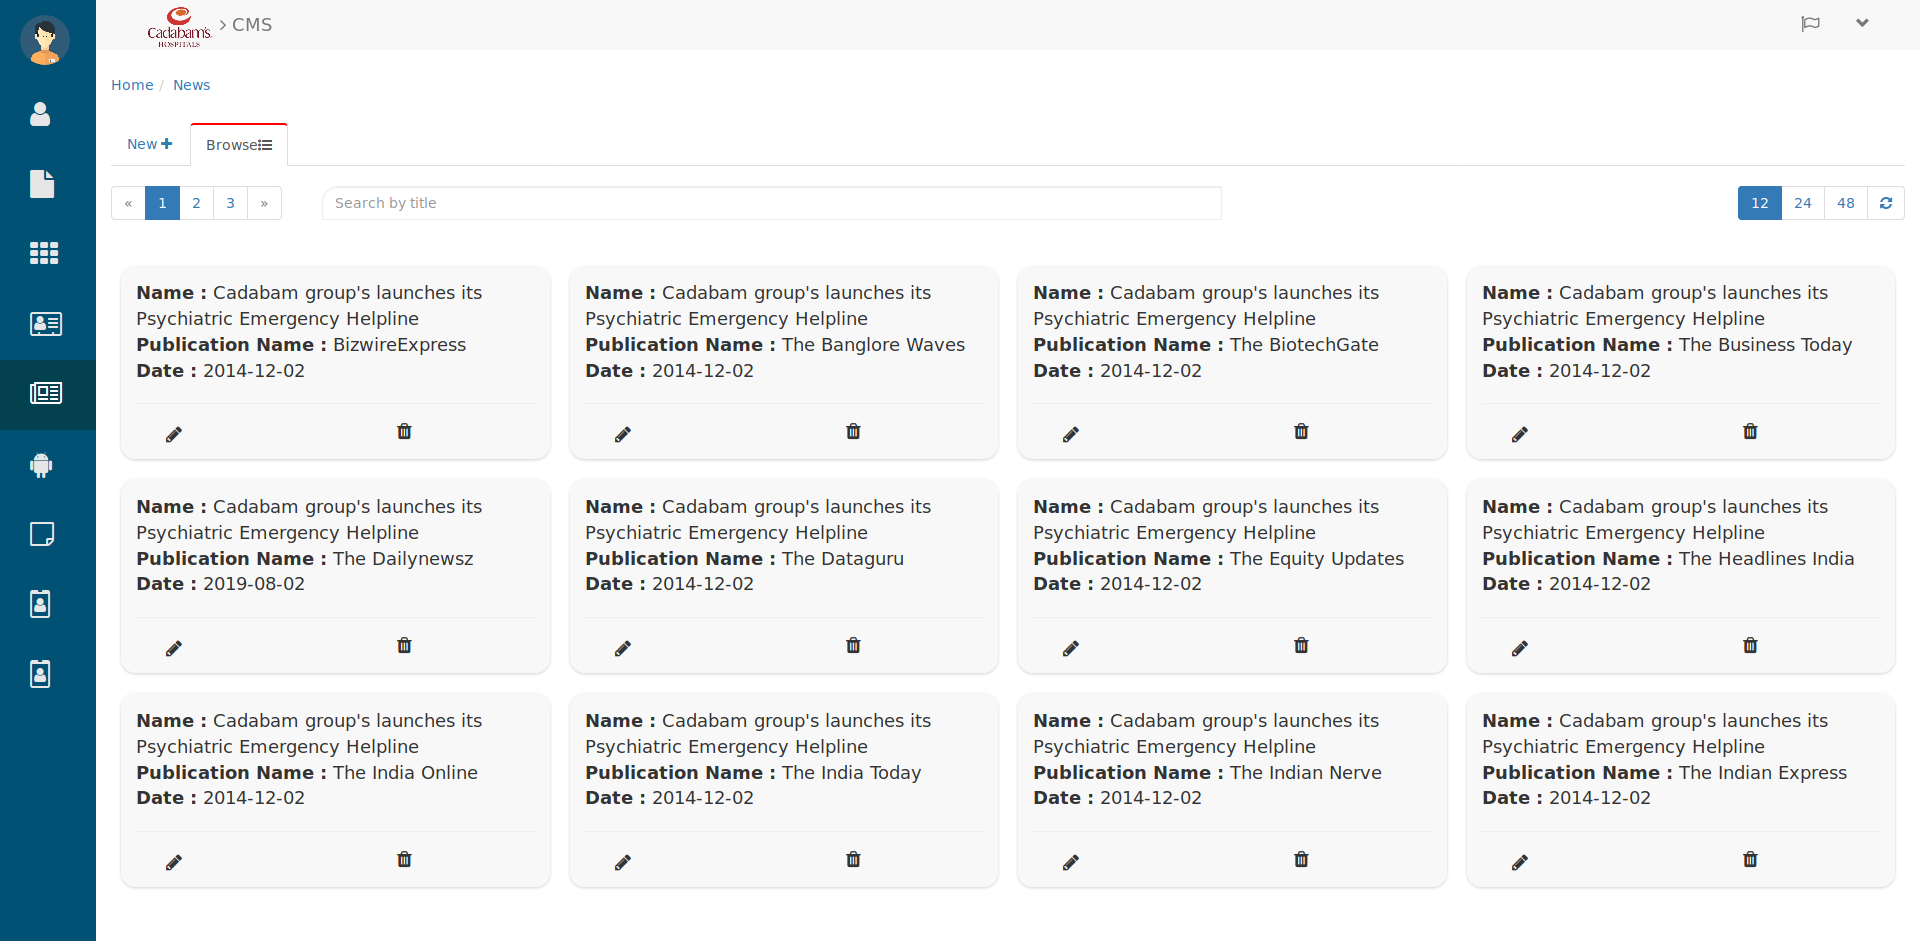 Cadabam's
HOSPITALS
CMS
Home / News
New
Browse
« 1 2 3 »
Search by title
12 24 48
Name : Cadabam group's launches its
Psychiatric Emergency Helpline
Publication Name : BizwireExpress
Date : 2014-12-02
Name : Cadabam group's launches its
Psychiatric Emergency Helpline
Publication Name : The Banglore Waves
Date : 2014-12-02
Name : Cadabam group's launches its
Psychiatric Emergency Helpline
Publication Name : The BiotechGate
Date : 2014-12-02
Name : Cadabam group's launches its
Psychiatric Emergency Helpline
Publication Name : The Business Today
Date : 2014-12-02
Name : Cadabam group's launches its
Psychiatric Emergency Helpline
Publication Name : The Dailynewsz
Date : 2019-08-02
Name : Cadabam group's launches its
Psychiatric Emergency Helpline
Publication Name : The Dataguru
Date : 2014-12-02
Name : Cadabam group's launches its
Psychiatric Emergency Helpline
Publication Name : The Equity Updates
Date : 2014-12-02
Name : Cadabam group's launches its
Psychiatric Emergency Helpline
Publication Name : The Headlines India
Date : 2014-12-02
Name : Cadabam group's launches its
Psychiatric Emergency Helpline
Publication Name : The India Online
Date : 2014-12-02
Name : Cadabam group's launches its
Psychiatric Emergency Helpline
Publication Name : The India Today
Date : 2014-12-02
Name : Cadabam group's launches its
Psychiatric Emergency Helpline
Publication Name : The Indian Nerve
Date : 2014-12-02
Name : Cadabam group's launches its
Psychiatric Emergency Helpline
Publication Name : The Indian Express
Date : 2014-12-02